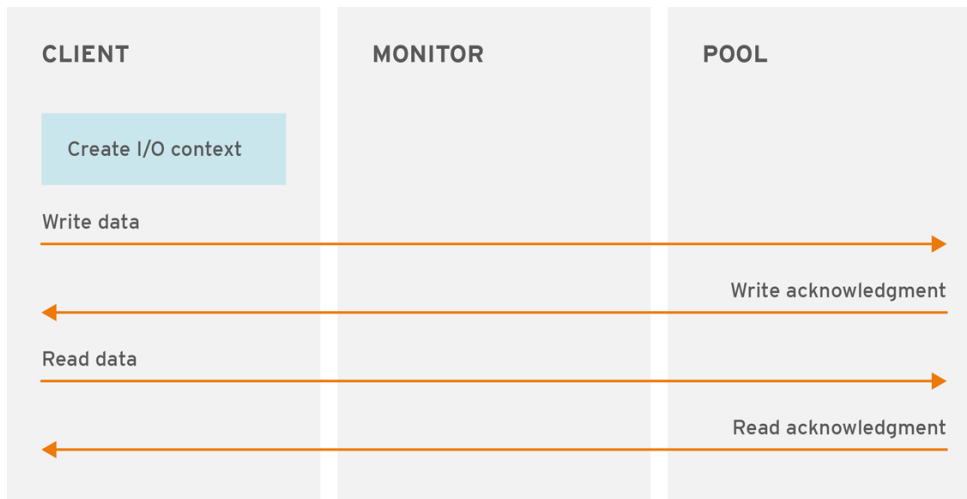 CLIENT
MONITOR
POOL
Create I/O context
Write data
Write acknowledgment
Read data
Read acknowledgment